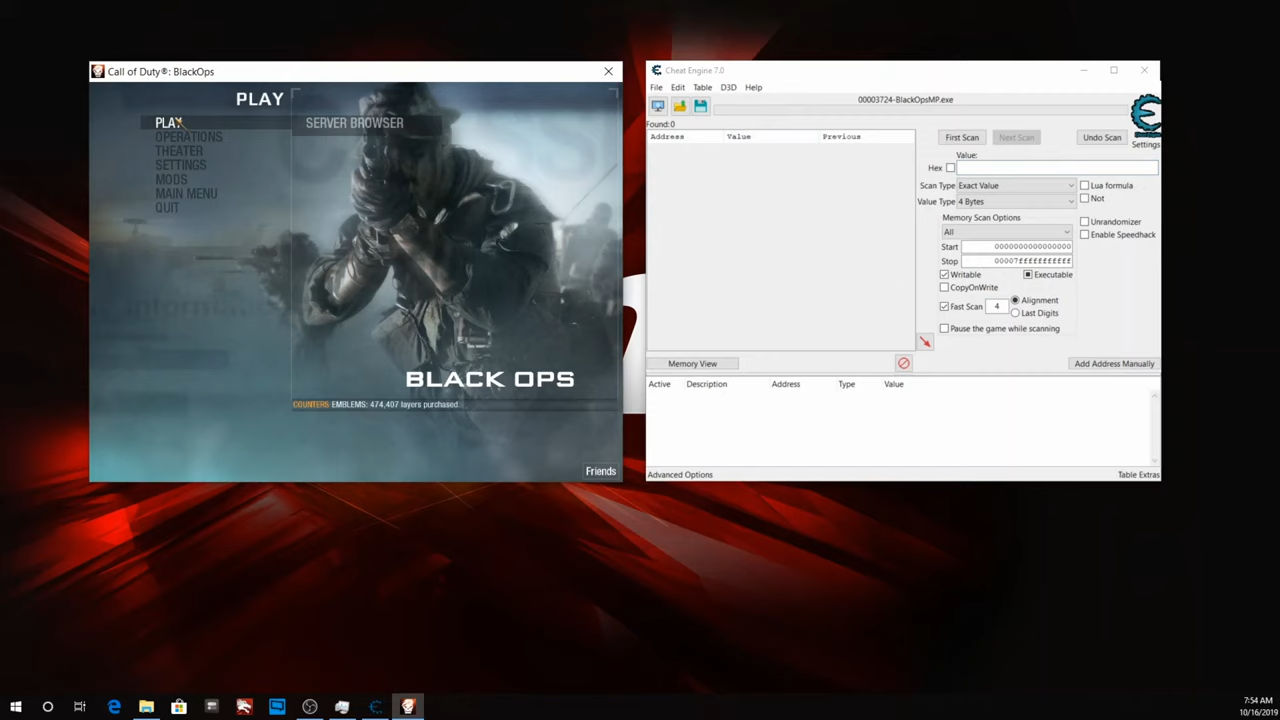 Call of Duty®: BlackOps
PLAY
PLAY
OPERATIONS
THEATER
SETTINGS
MODS
MAIN MENU
QUIT
SERVER BROWSER
BLACK OPS
COUNTERS EMBLEMS: 474,407 layers purchased.
Friends
Cheat Engine 7.0
File Edit Table D3D Help
00003724-BlackOpsMP.exe
Found:0
Address Value Previous
First Scan Next Scan Undo Scan
Settings
Value:
Hex
Scan Type Exact Value Lua formula
Value Type 4 Bytes Not
Memory Scan Options
All
Unrandomizer
Enable Speedhack
Start 0000000000000000
Stop 00007fffffffffff
Writable Executable
CopyOnWrite
Fast Scan 4 Alignment
Last Digits
Pause the game while scanning
Memory View Add Address Manually
Active Description Address Type Value
Advanced Options Table Extras
7:54 AM
10/16/2019